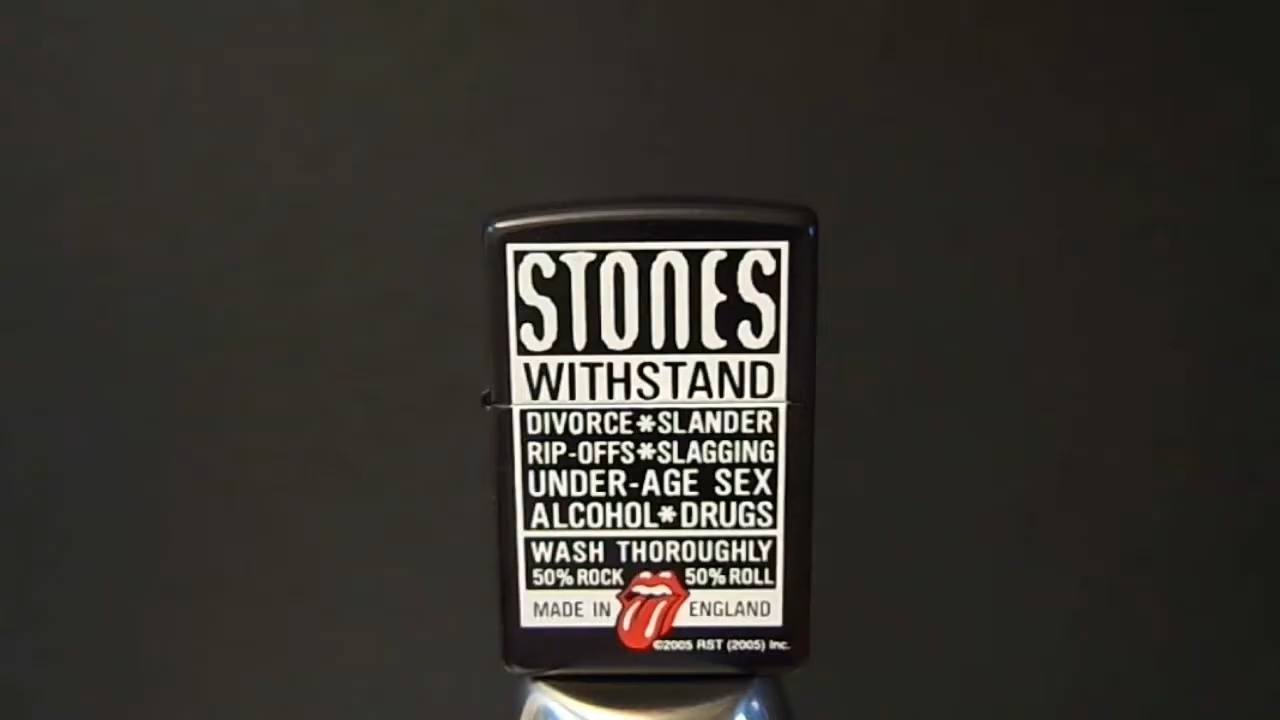 STONES
WITHSTAND
DIVORCE*SLANDER
RIP-OFFS*SLAGGING
UNDER-AGE SEX
ALCOHOL*DRUGS
WASH THOROUGHLY
50% ROCK 50% ROLL
MADE IN ENGLAND
©2005 RST (2005) Inc.